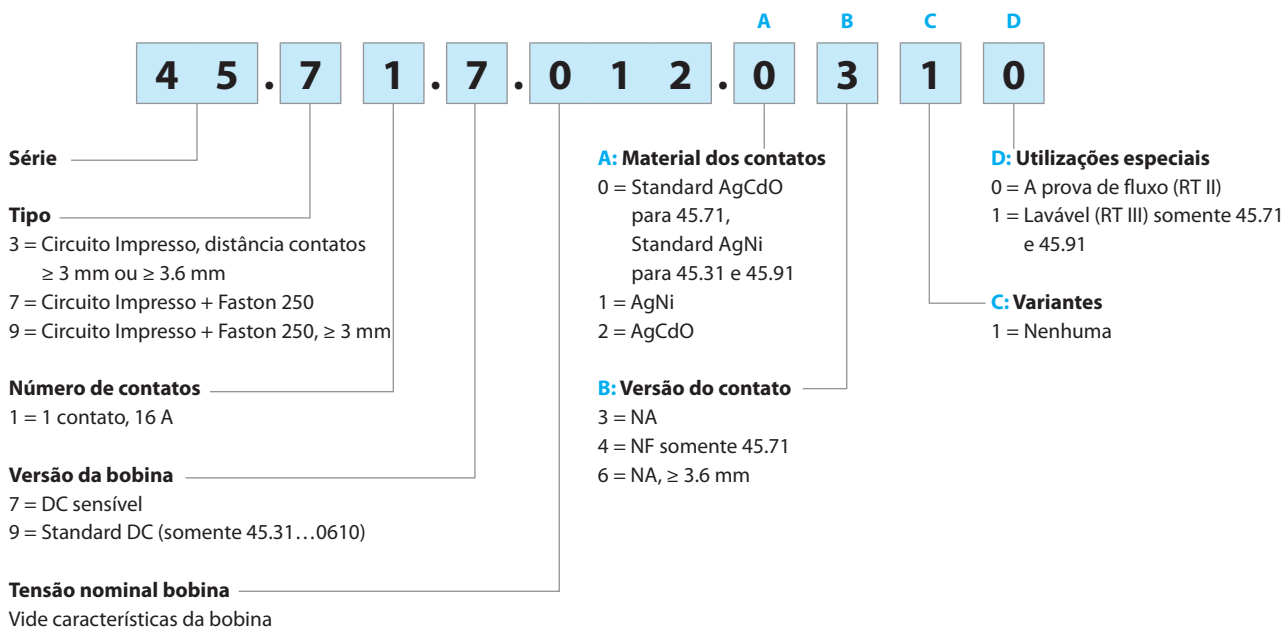 A B C D
4 5 . 7 1 . 7 . 0 1 2 . 0 3 1 0
Série
Tipo
3 = Circuito Impresso, distância contatos
≥ 3 mm ou ≥ 3.6 mm
7 = Circuito Impresso + Faston 250
9 = Circuito Impresso + Faston 250, ≥ 3 mm
Número de contatos
1 = 1 contato, 16 A
Versão da bobina
7 = DC sensível
9 = Standard DC (somente 45.31…0610)
Tensão nominal bobina
Vide características da bobina
A: Material dos contatos
0 = Standard AgCdO
para 45.71,
Standard AgNi
para 45.31 e 45.91
1 = AgNi
2 = AgCdO
B: Versão do contato
3 = NA
4 = NF somente 45.71
6 = NA, ≥ 3.6 mm
D: Utilizações especiais
0 = A prova de fluxo (RT II)
1 = Lavável (RT III) somente 45.71
e 45.91
C: Variantes
1 = Nenhuma